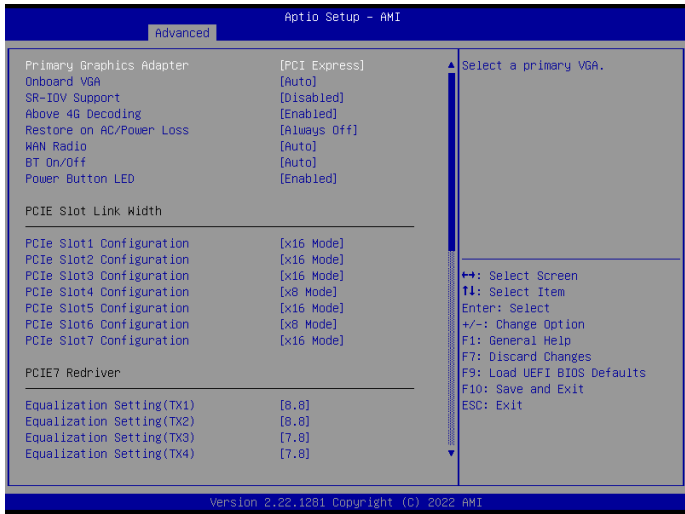 Aptio Setup - AMI
Advanced
Primary Graphics Adapter [PCI Express]
Onboard VGA [Auto]
SR-IOV Support [Disabled]
Above 4G Decoding [Enabled]
Restore on AC/Power Loss [Always Off]
WAN Radio [Auto]
BT On/Off [Auto]
Power Button LED [Enabled]
PCIE Slot Link Width
PCIe Slot1 Configuration [x16 Mode]
PCIe Slot2 Configuration [x16 Mode]
PCIe Slot3 Configuration [x16 Mode]
PCIe Slot4 Configuration [x8 Mode]
PCIe Slot5 Configuration [x16 Mode]
PCIe Slot6 Configuration [x8 Mode]
PCIe Slot7 Configuration [x16 Mode]
PCIE7 Redriver
Equalization Setting(TX1) [8.8]
Equalization Setting(TX2) [8.8]
Equalization Setting(TX3) [7.8]
Equalization Setting(TX4) [7.8]
Select a primary VGA.
↔: Select Screen
↑↓: Select Item
Enter: Select
+/-: Change Option
F1: General Help
F7: Discard Changes
F9: Load UEFI BIOS Defaults
F10: Save and Exit
ESC: Exit
Version 2.22.1281 Copyright (C) 2022 AMI